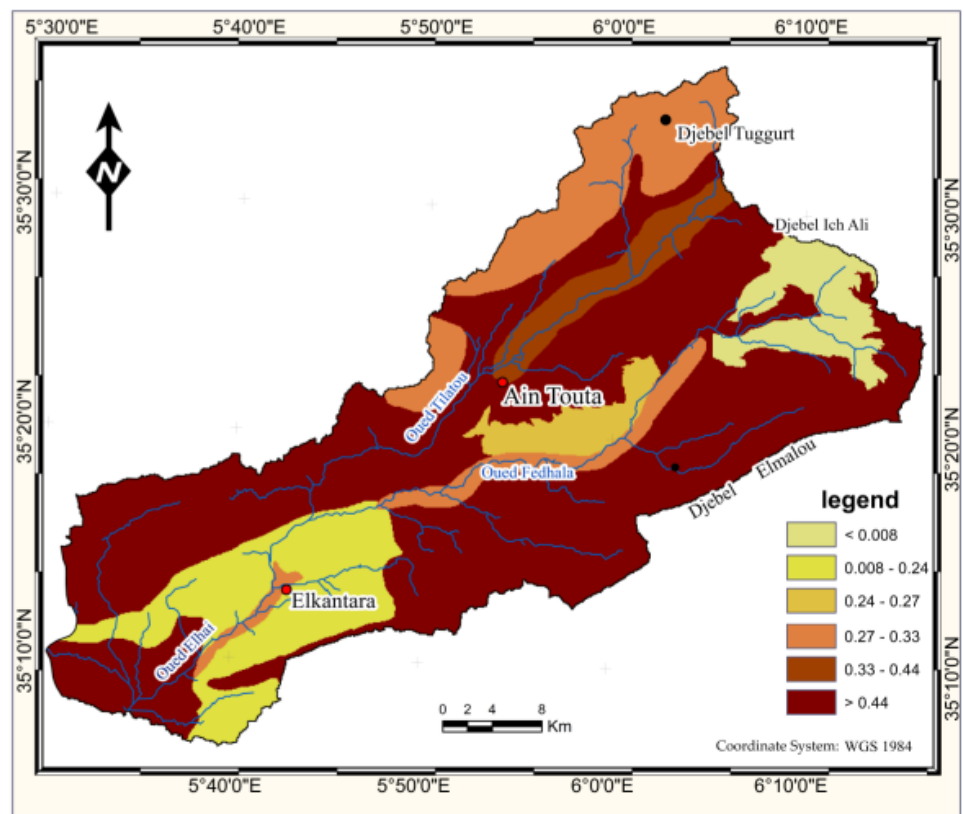 5°30'0"E 5°40'0"E 5°50'0"E 6°0'0"E 6°10'0"E
N
Djebel Tuggurt
35°30'0"N
35°30'0"N
Djebel Ich Ali
Ain Touta
Oued Tilatou
35°20'0"N
35°20'0"N
Oued Fedhala
Djebel Elmalou
legend
< 0.008
0.008 - 0.24
0.24 - 0.27
0.27 - 0.33
0.33 - 0.44
> 0.44
Elkantara
Oued Elhai
35°10'0"N
35°10'0"N
0 2 4 8
Km
Coordinate System: WGS 1984
5°40'0"E 5°50'0"E 6°0'0"E 6°10'0"E